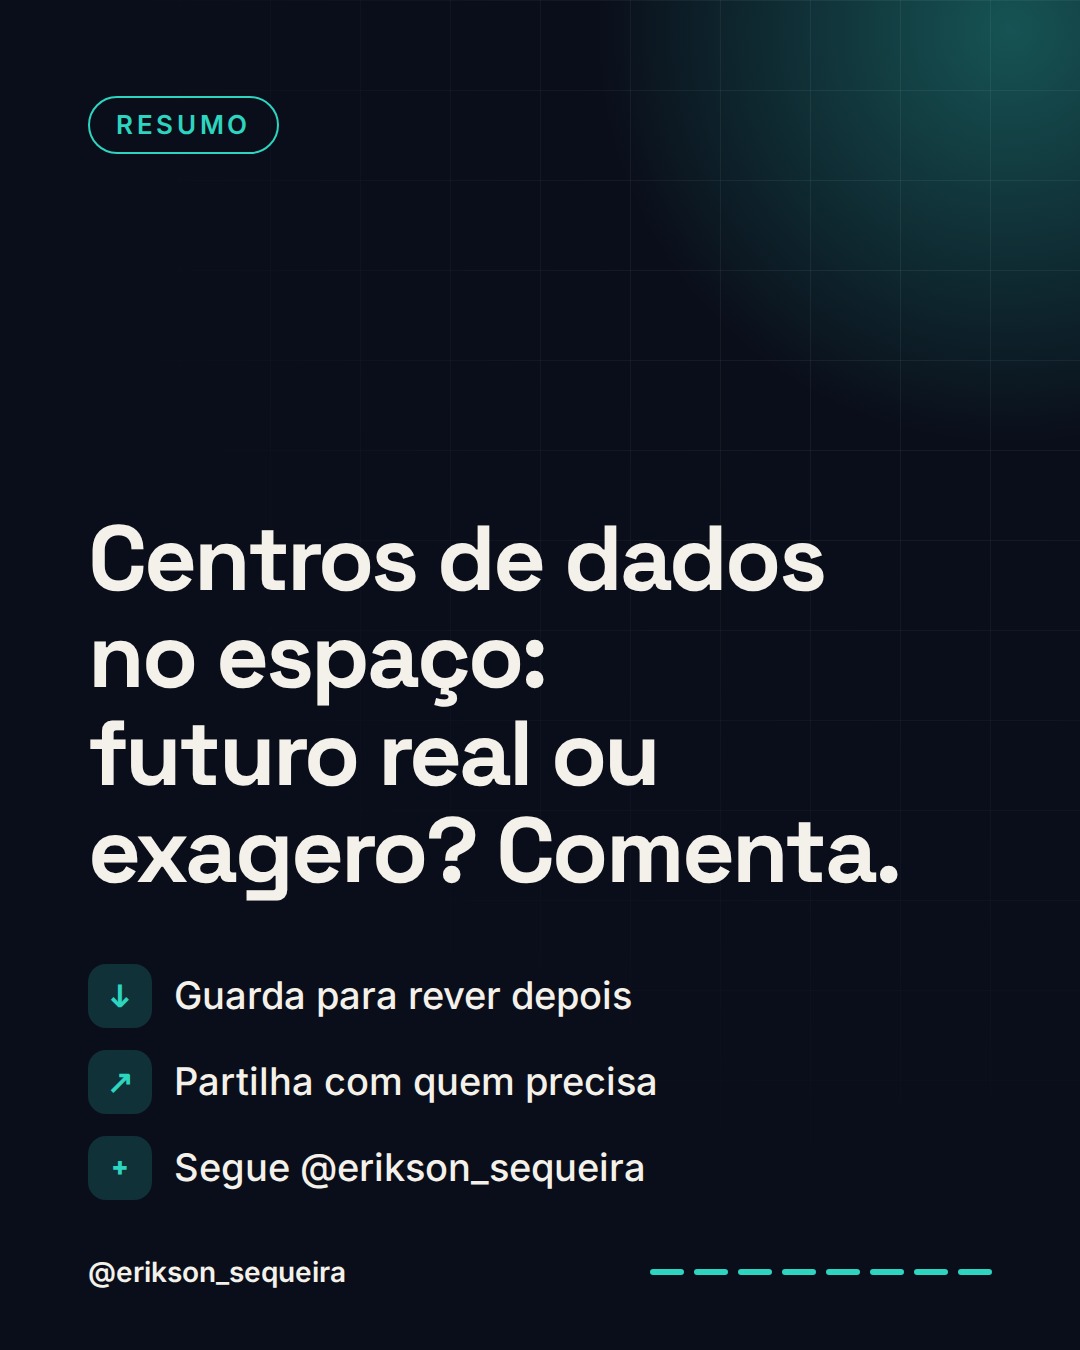 RESUMO
Centros de dados
no espaço:
futuro real ou
exagero? Comenta.
↓ Guarda para rever depois
↗ Partilha com quem precisa
+ Segue @erikson_sequeira
@erikson_sequeira